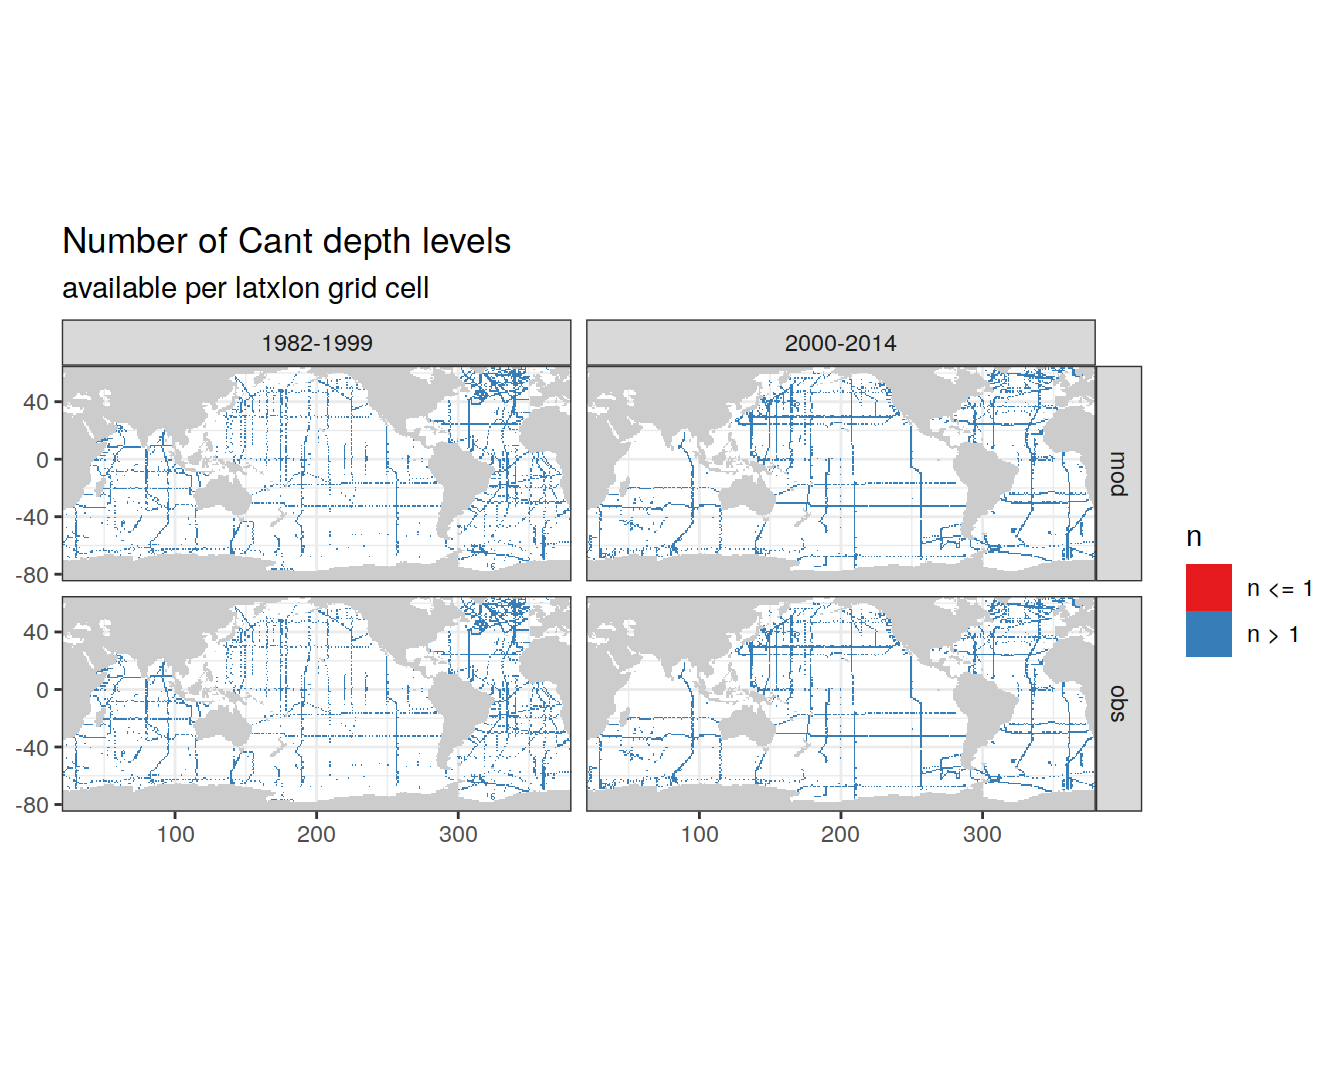 Number of Cant depth levels
available per latxlon grid cell
1982-1999
2000-2014
40
0
-40
-80
mod
40
0
-40
-80
obs
100
200
300
100
200
300
n
n <= 1
n > 1